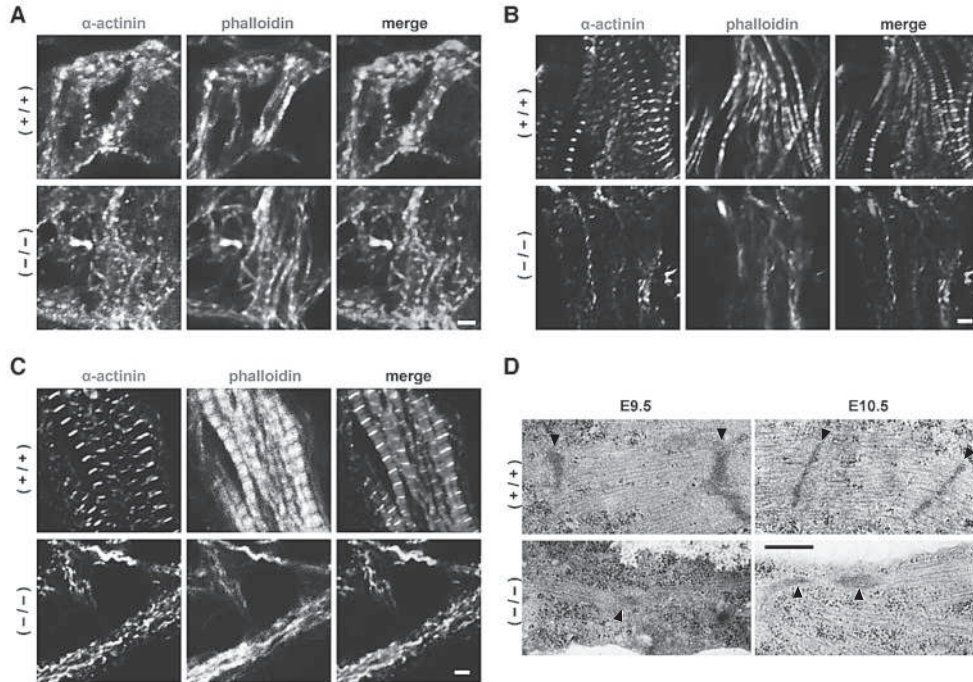 A
α-actinin phalloidin merge
(+/+)
(−/−)
B
α-actinin phalloidin merge
(+/+)
(−/−)
C
α-actinin phalloidin merge
(+/+)
(−/−)
D
E9.5 E10.5
(+/+)
(−/−)